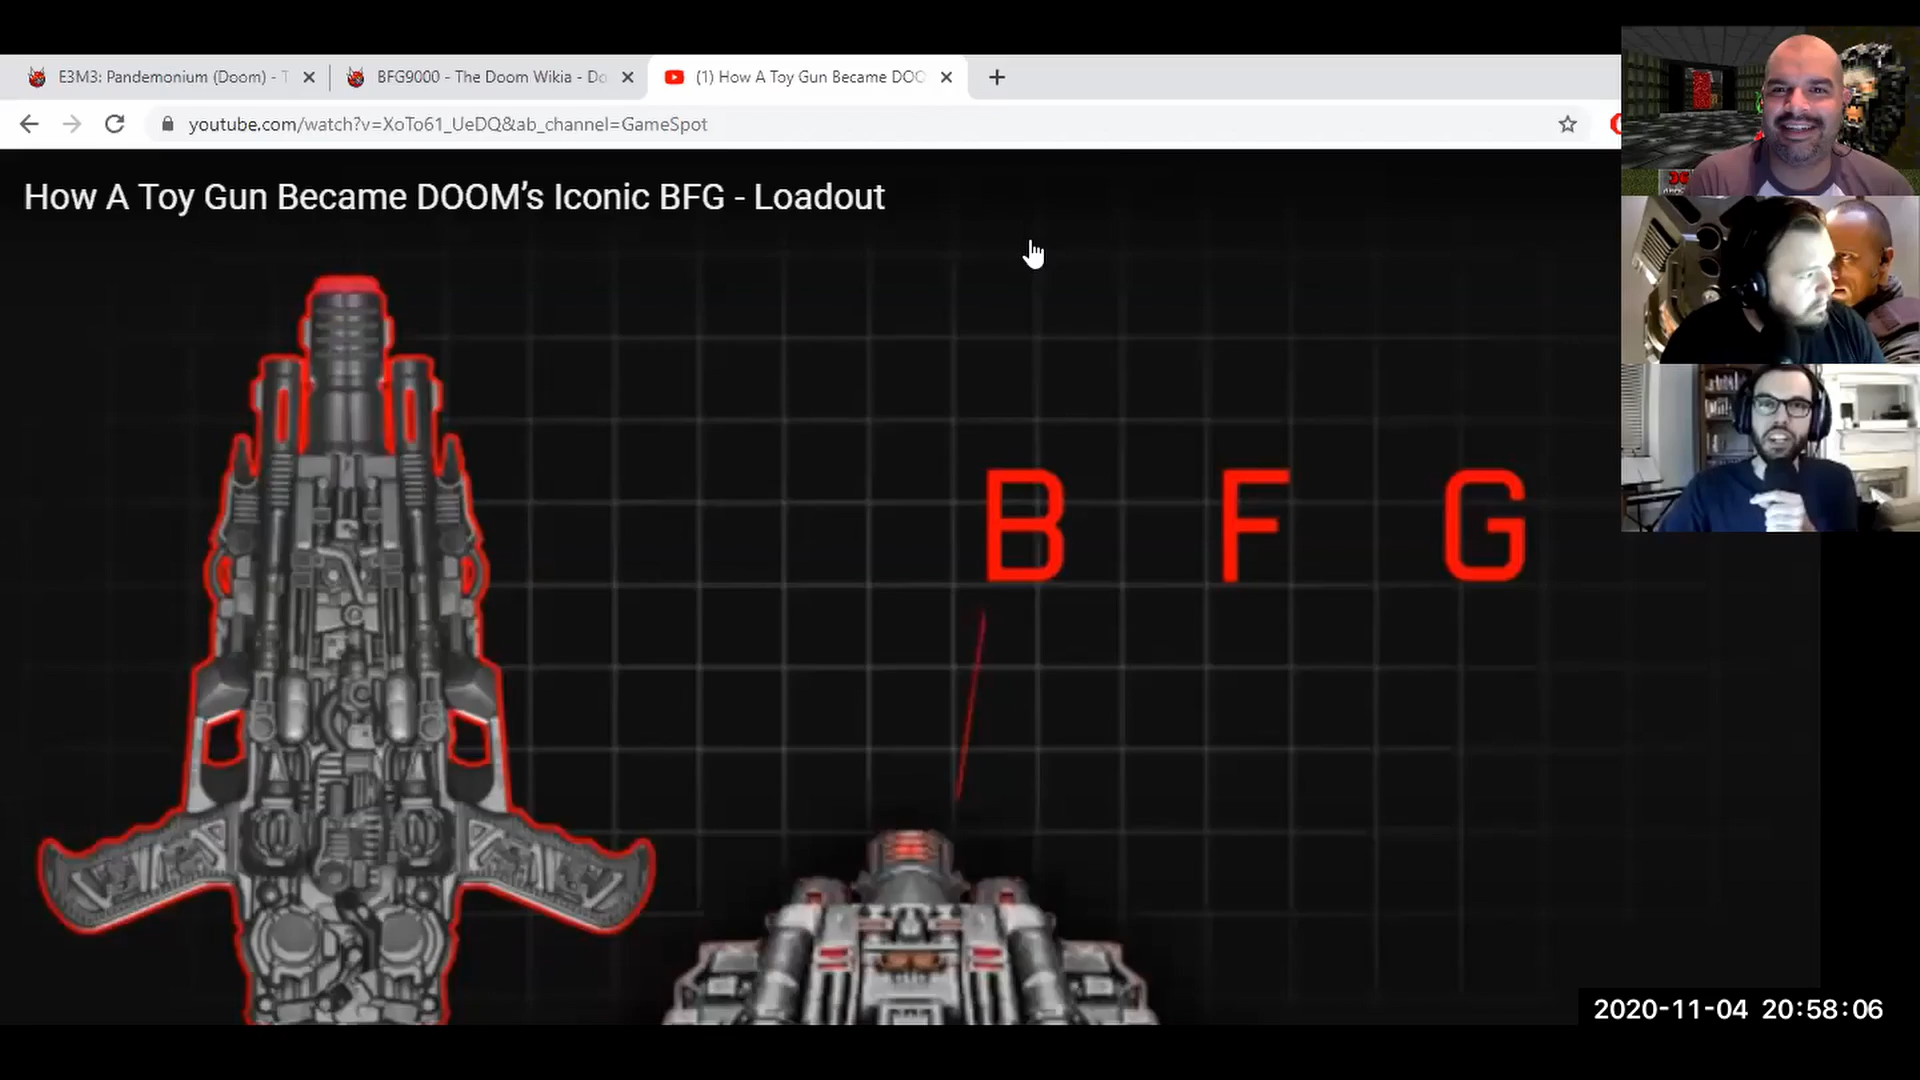 E3M3: Pandemonium (Doom) - T
BFG9000 - The Doom Wikia - Do
(1) How A Toy Gun Became DOO
youtube.com/watch?v=XoTo61_UeDQ&ab_channel=GameSpot
How A Toy Gun Became DOOM's Iconic BFG - Loadout
B F G
2020-11-04 20:58:06